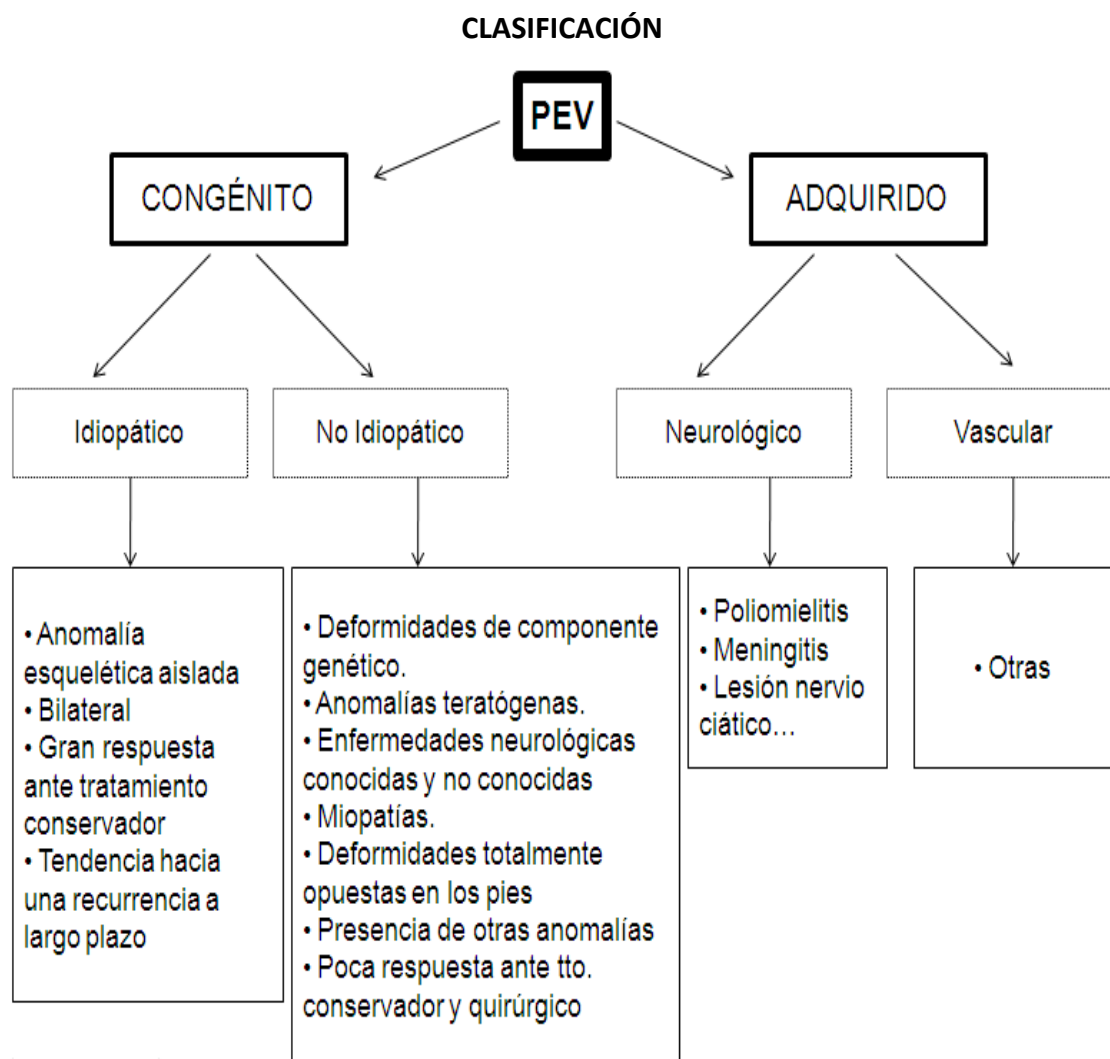 CLASIFICACIÓN
PEV
CONGÉNITO
ADQUIRIDO
Idiopático
No Idiopático
Neurológico
Vascular
• Anomalía
esquelética aislada
• Bilateral
• Gran respuesta
ante tratamiento
conservador
• Tendencia hacia
una recurrencia a
largo plazo
• Deformidades de componente
genético.
• Anomalías teratógenas.
• Enfermedades neurológicas
conocidas y no conocidas
• Miopatías.
• Deformidades totalmente
opuestas en los pies
• Presencia de otras anomalías
• Poca respuesta ante tto.
conservador y quirúrgico
• Poliomielitis
• Meningitis
• Lesión nervio
ciático…
• Otras